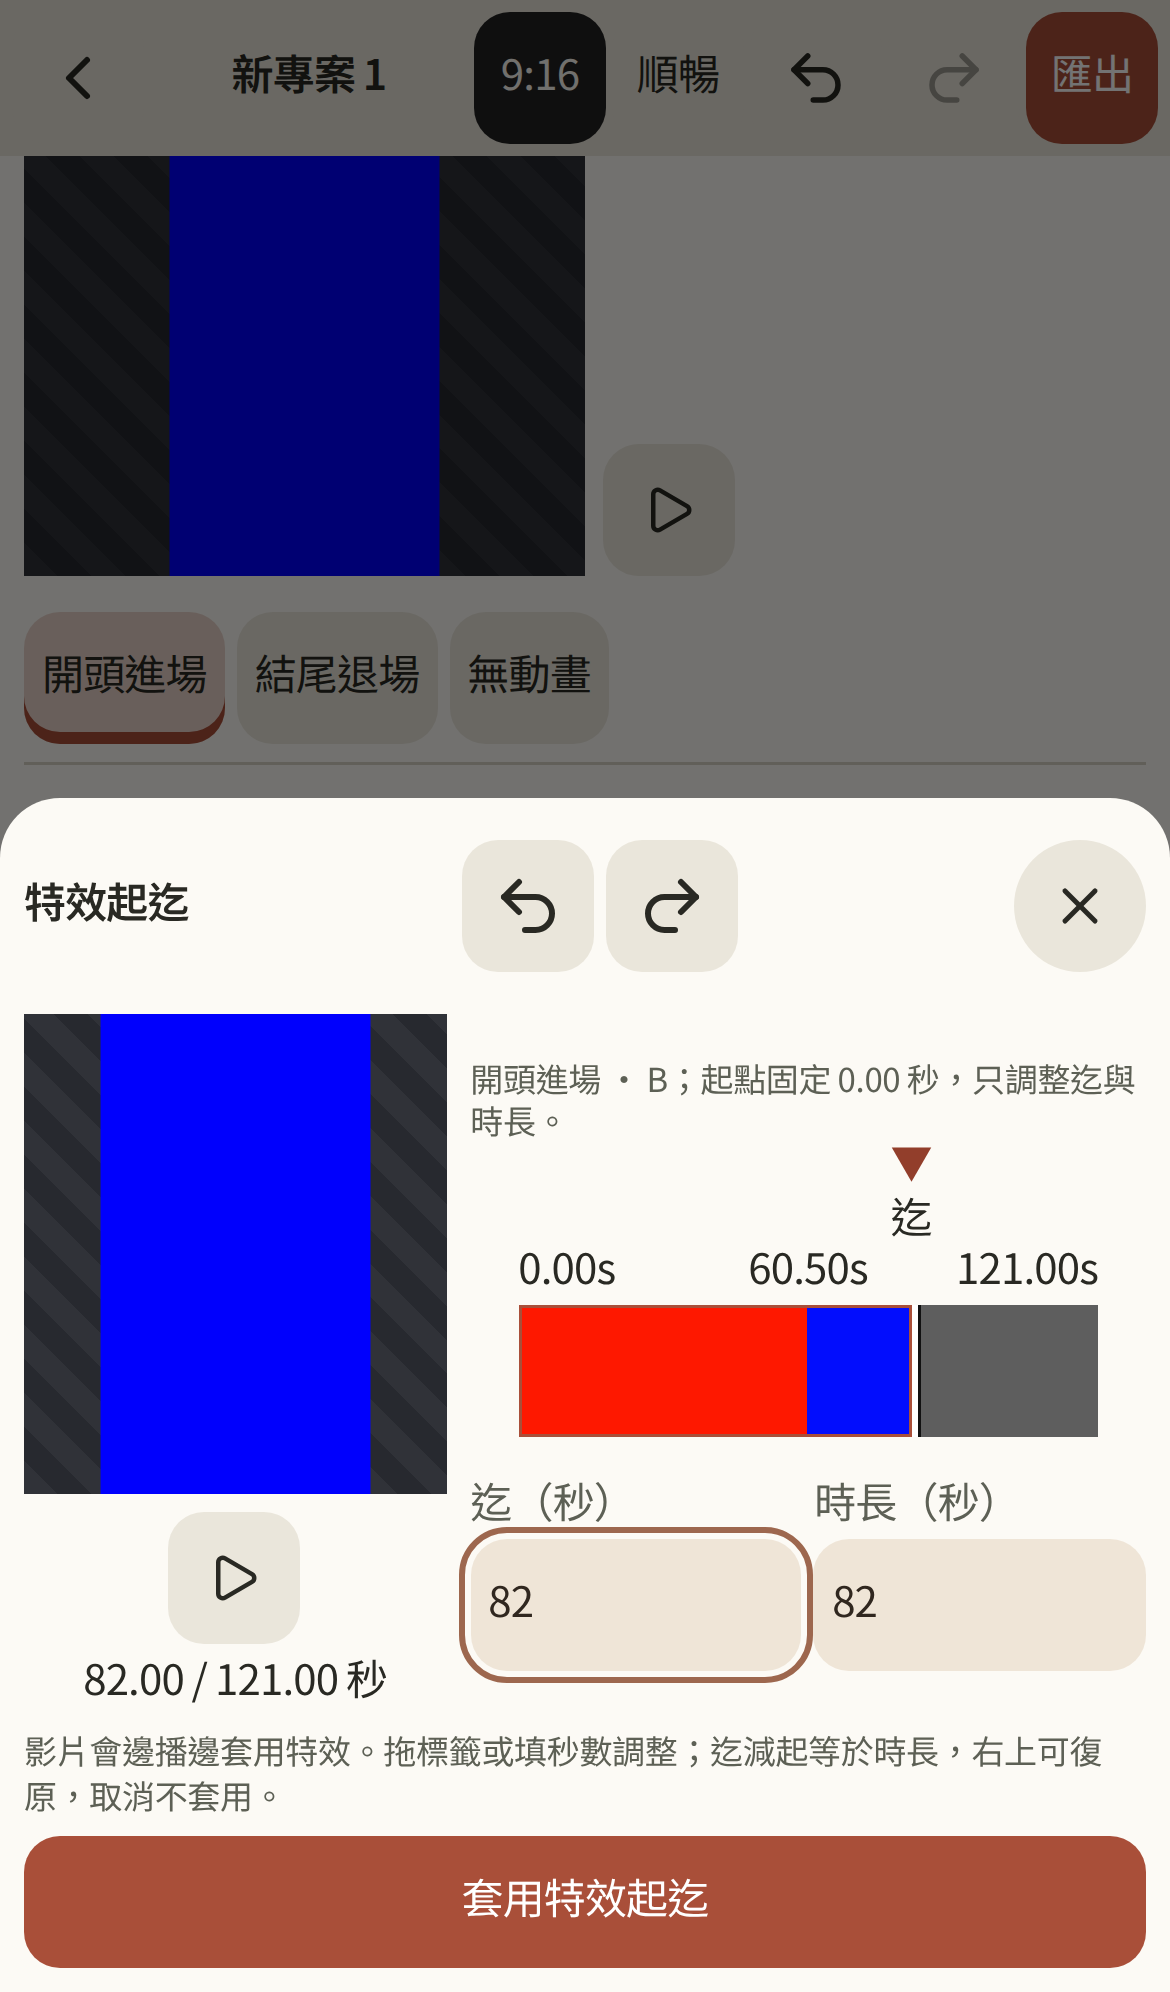 新專案 1
9:16
順暢
匯出
開頭進場
結尾退場
無動畫
特效起迄
開頭進場 · B；起點固定 0.00 秒，只調整迄與
時長。
迄
0.00s
60.50s
121.00s
迄（秒）
時長（秒）
82
82
82.00 / 121.00 秒
影片會邊播邊套用特效。拖標籤或填秒數調整；迄減起等於時長，右上可復
原，取消不套用。
套用特效起迄